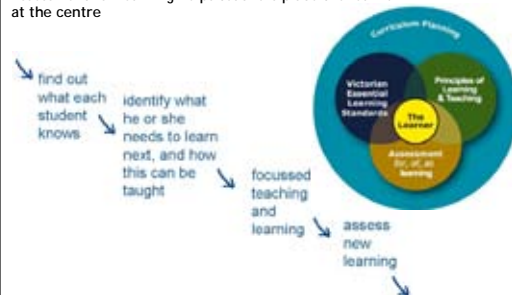 at the centre
find out
what each
student
knows
identify what
he or she
needs to learn
next, and how
this can be
taught
focussed
teaching
and
learning
assess
new
learning
Curriculum Planning
Victorian
Essential
Learning
Standards
Principles of
Learning
& Teaching
The
Learner
Assessment
for, of, as
learning